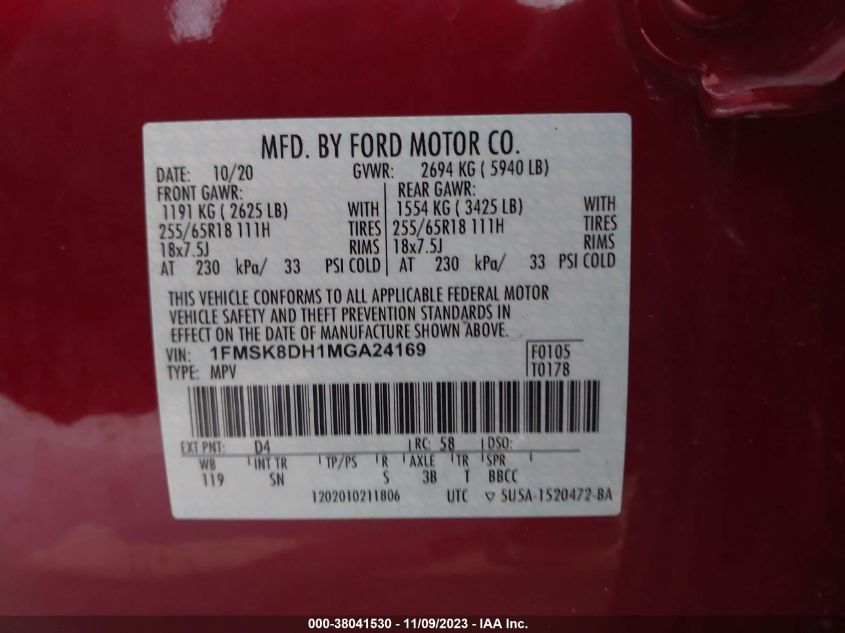 MFD. BY FORD MOTOR CO.
DATE: 10/20 GVWR: 2694 KG ( 5940 LB)
FRONT GAWR: REAR GAWR:
1191 KG ( 2625 LB) WITH 1554 KG ( 3425 LB) WITH
255/65R18 111H TIRES 255/65R18 111H TIRES
18x7.5J RIMS 18x7.5J RIMS
AT 230 kPa/ 33 PSI COLD AT 230 kPa/ 33 PSI COLD
THIS VEHICLE CONFORMS TO ALL APPLICABLE FEDERAL MOTOR
VEHICLE SAFETY AND THEFT PREVENTION STANDARDS IN
EFFECT ON THE DATE OF MANUFACTURE SHOWN ABOVE.
VIN: 1FMSK8DH1MGA24169 F0105
TYPE: MPV T0178
EXT PNT: D4 RC: 58 DSO:
WB INT TR TP/PS R AXLE TR SPR
119 SN S 3B T BBCC
1202010211806 UTC ▽ 5U5A-1520472-BA
000-38041530 - 11/09/2023 - IAA Inc.